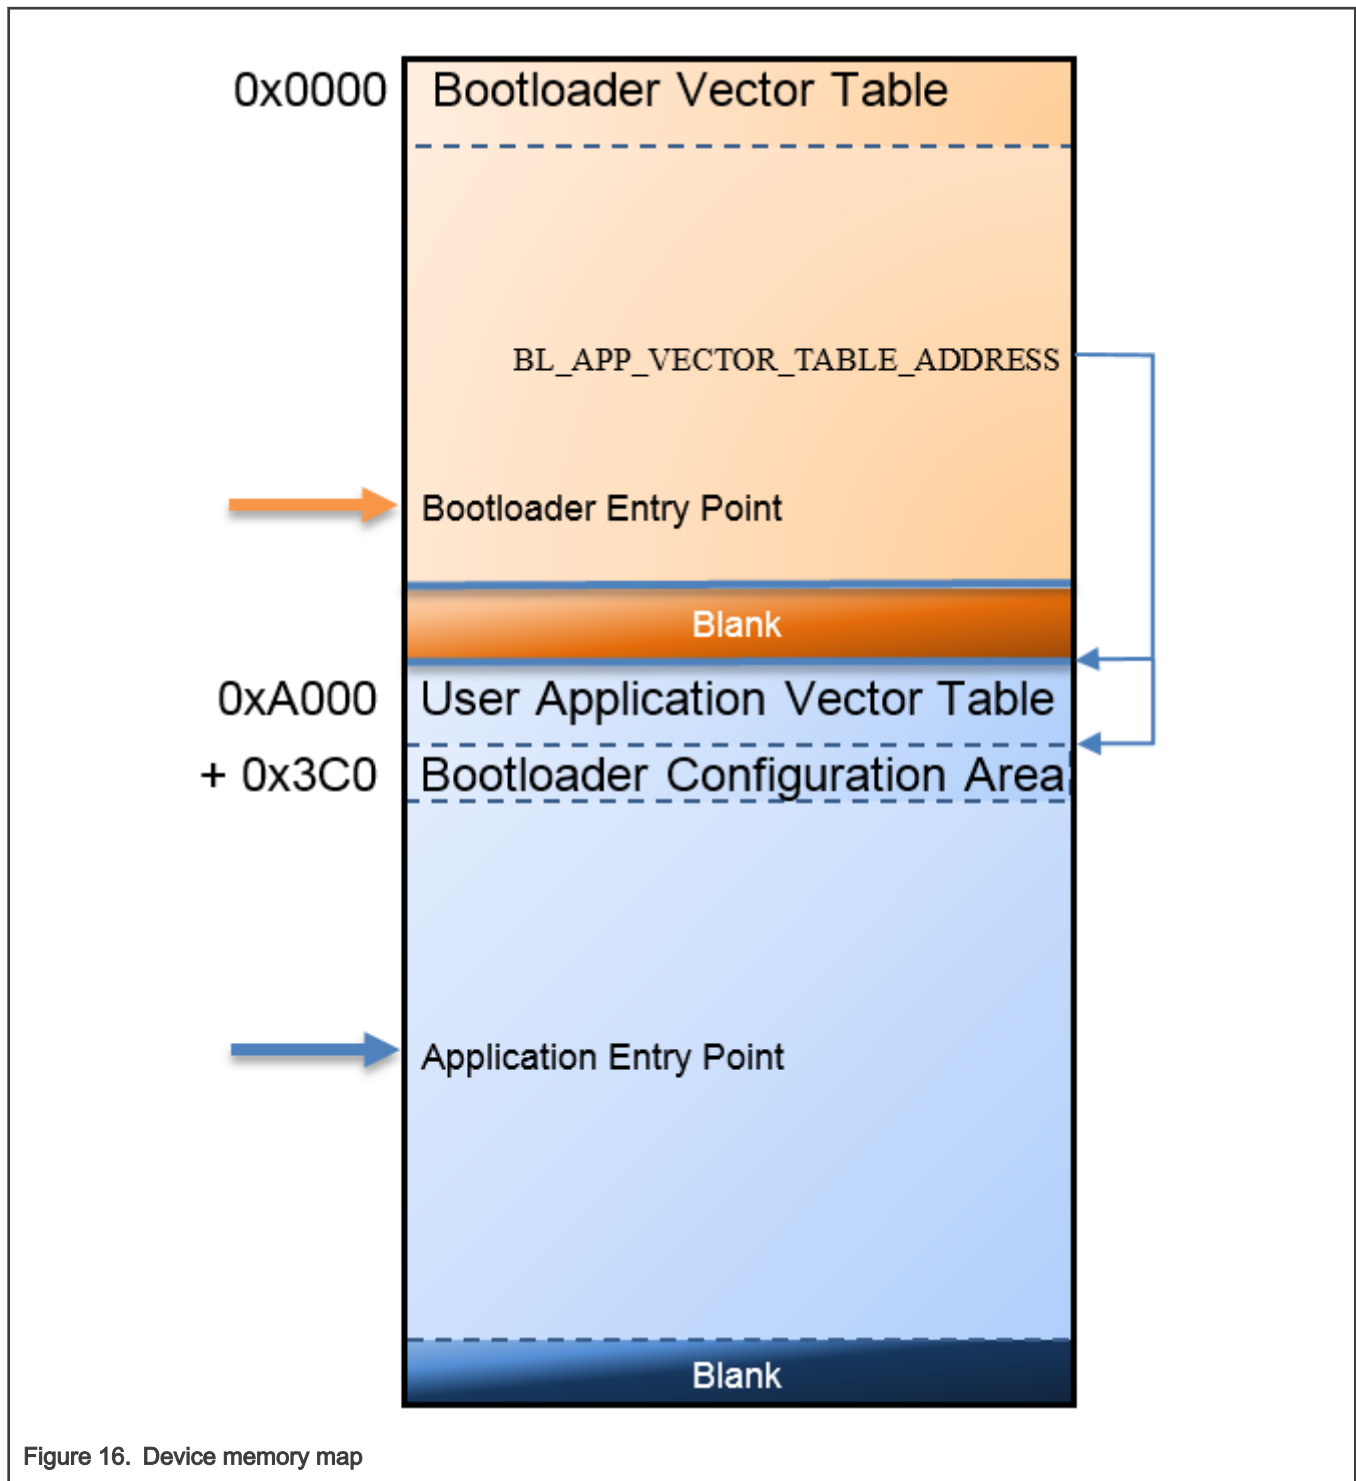 0x0000 Bootloader Vector Table
BL_APP_VECTOR_TABLE_ADDRESS
Bootloader Entry Point
Blank
0xA000 User Application Vector Table
+ 0x3C0 Bootloader Configuration Area
Application Entry Point
Blank
Figure 16. Device memory map